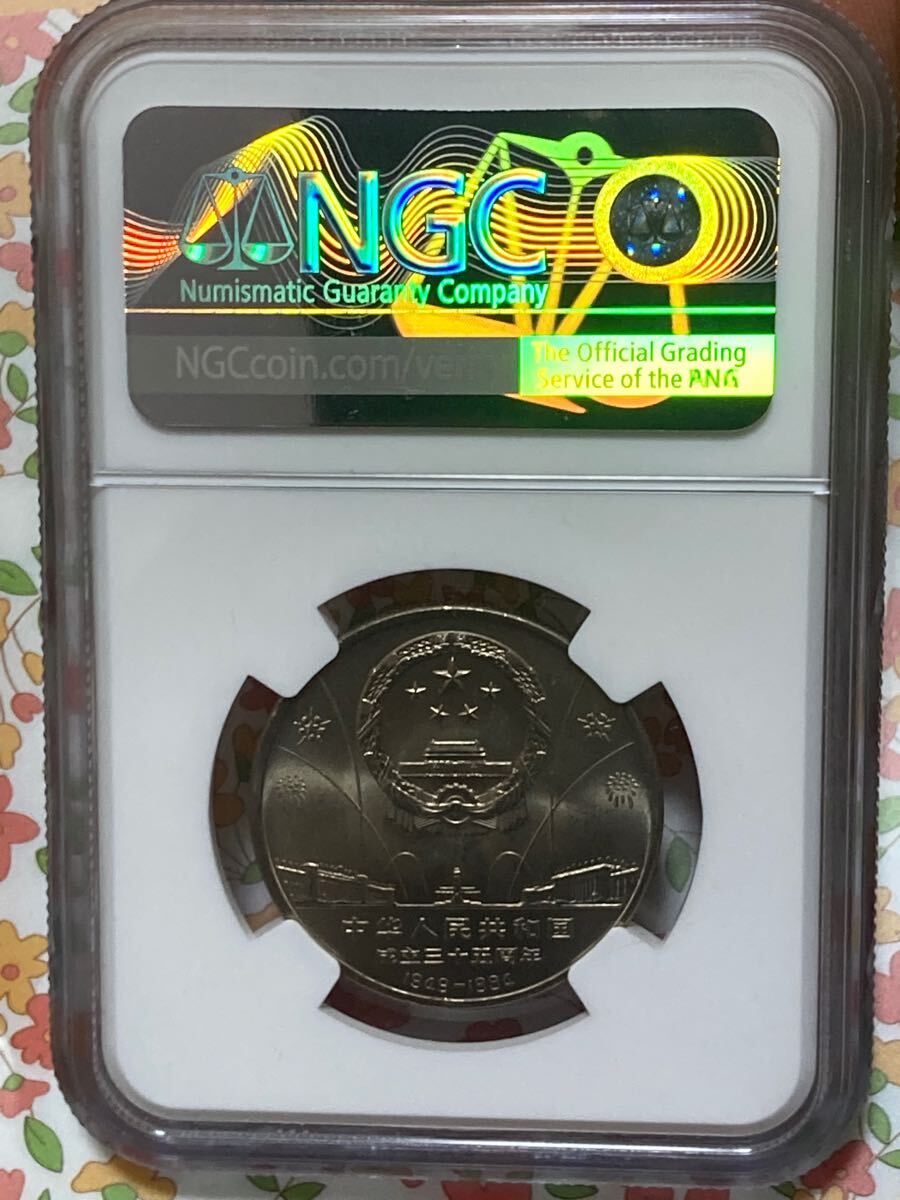 NGC
Numismatic Guaranty Company
NGCcoin.com/ver
The Official Grading
Service of the
中华人民共和国
成立三十五周年
1949-1984